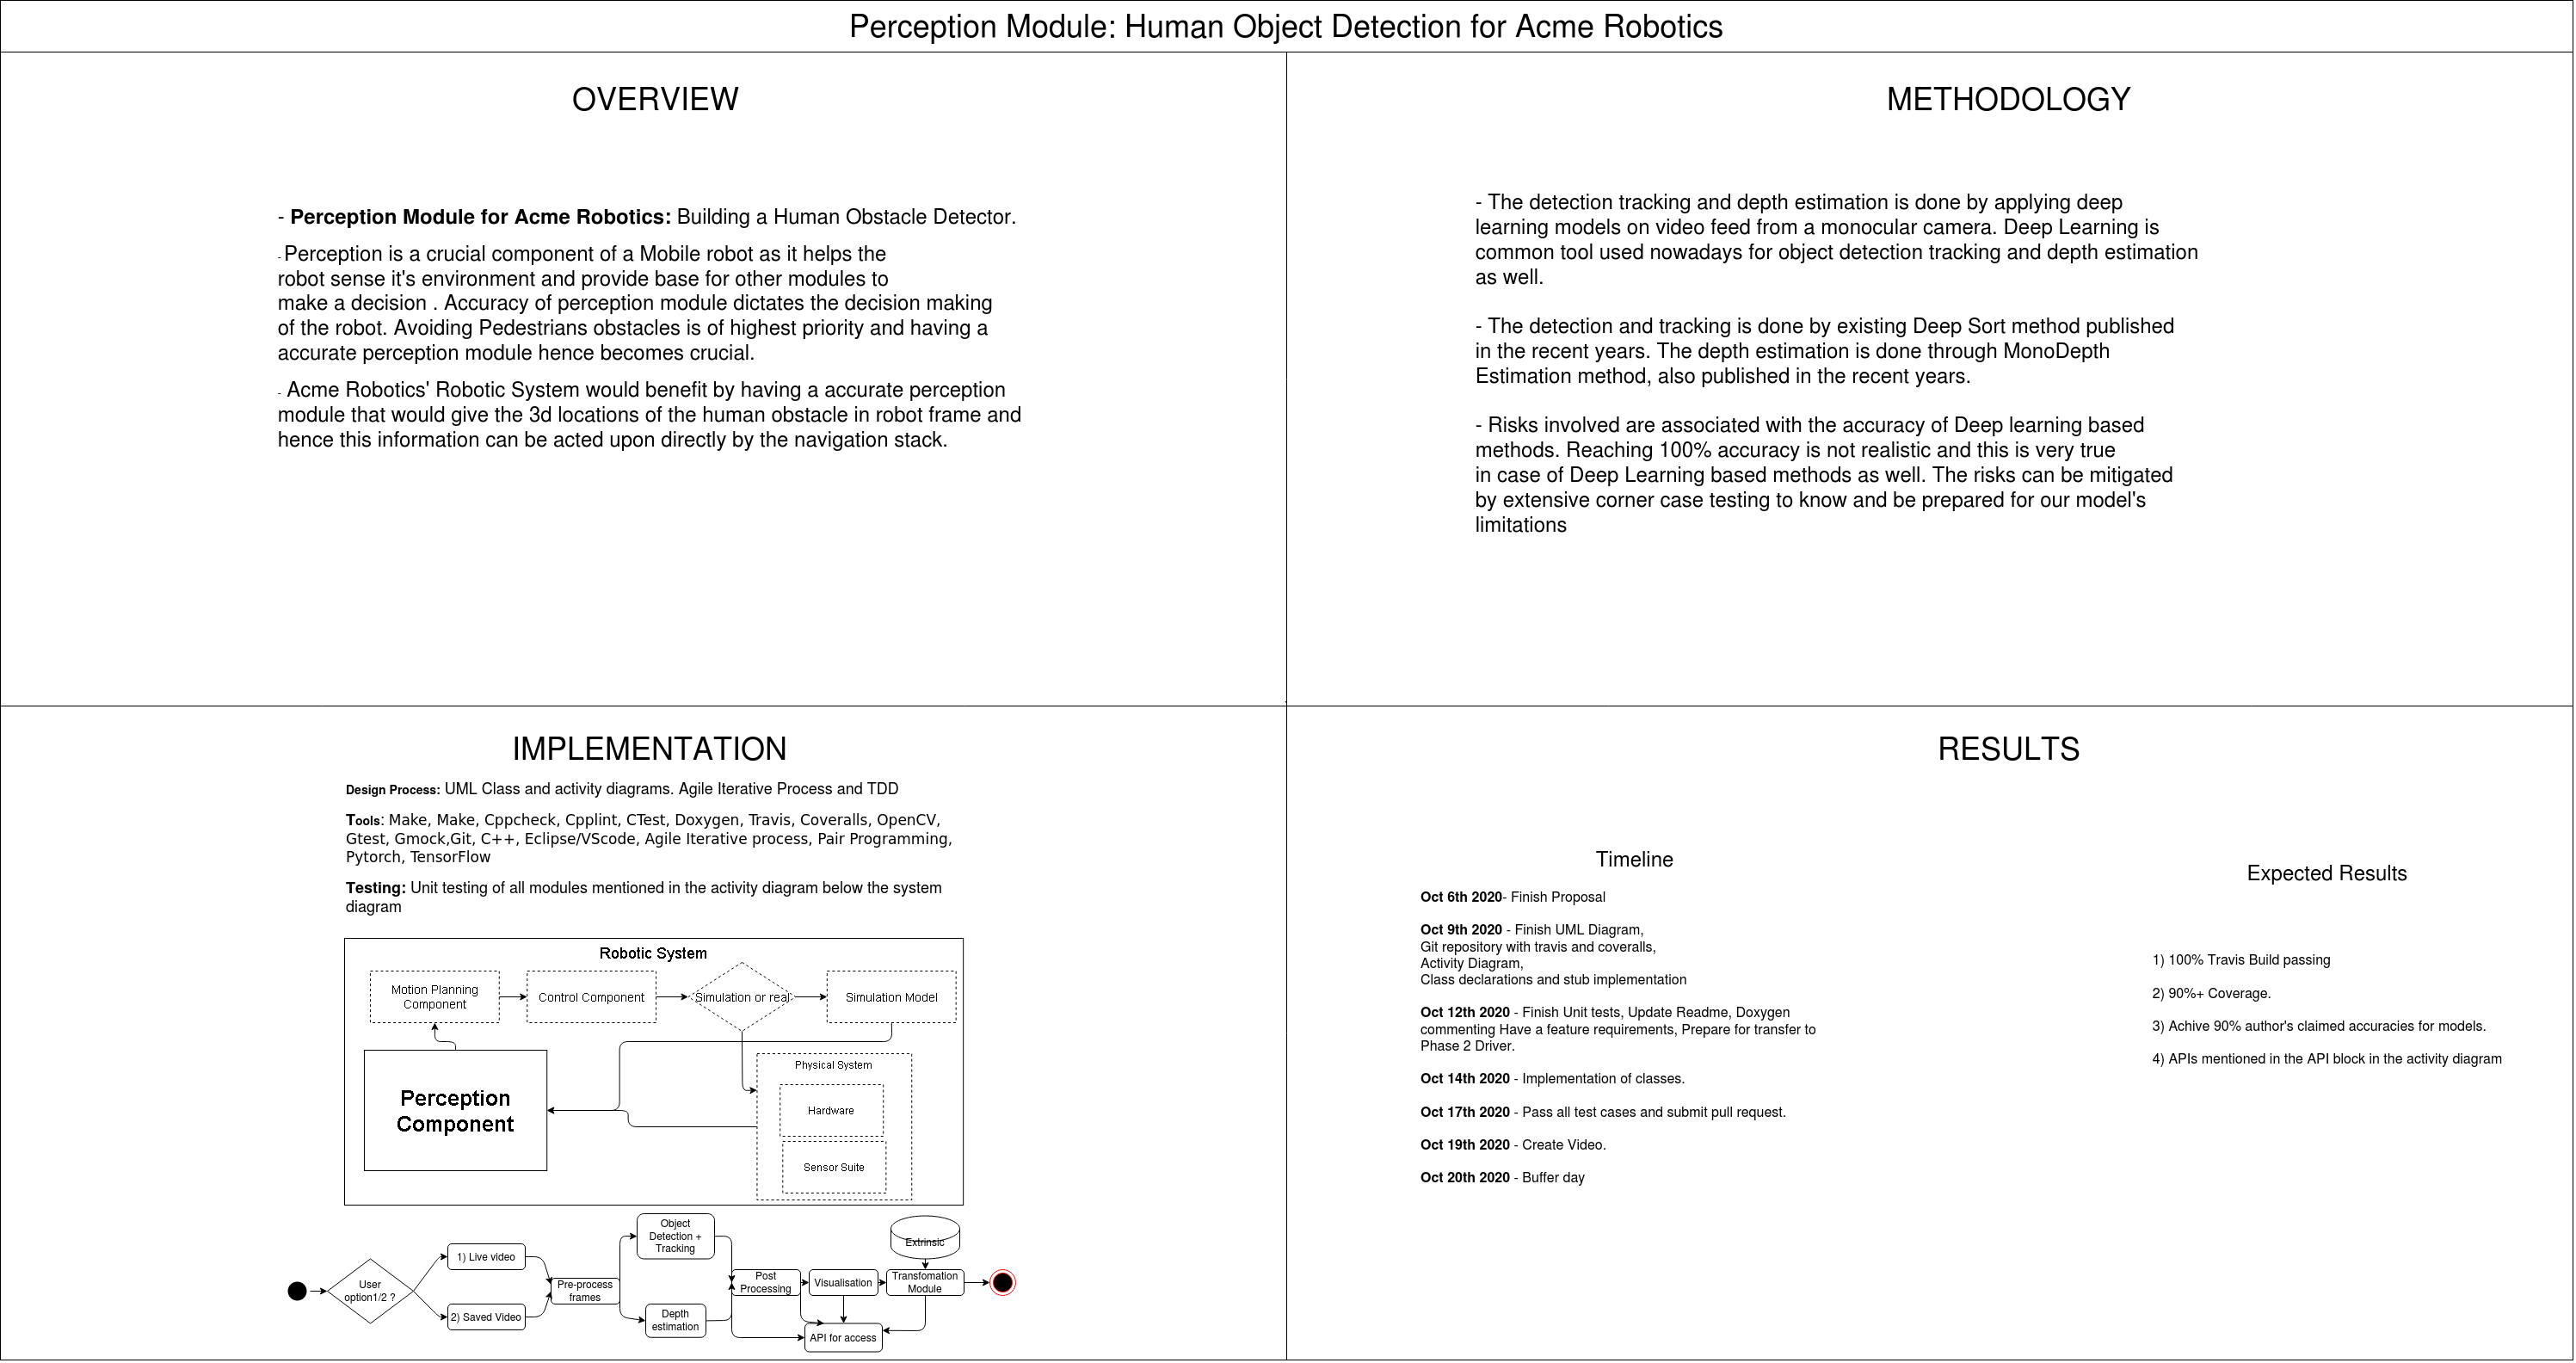 Perception Module: Human Object Detection for Acme Robotics
OVERVIEW
- Perception Module for Acme Robotics: Building a Human Obstacle Detector.
- Perception is a crucial component of a Mobile robot as it helps the
robot sense it's environment and provide base for other modules to
make a decision . Accuracy of perception module dictates the decision making
of the robot. Avoiding Pedestrians obstacles is of highest priority and having a
accurate perception module hence becomes crucial.
- Acme Robotics' Robotic System would benefit by having a accurate perception
module that would give the 3d locations of the human obstacle in robot frame and
hence this information can be acted upon directly by the navigation stack.
METHODOLOGY
- The detection tracking and depth estimation is done by applying deep
learning models on video feed from a monocular camera. Deep Learning is
common tool used nowadays for object detection tracking and depth estimation
as well.
- The detection and tracking is done by existing Deep Sort method published
in the recent years. The depth estimation is done through MonoDepth
Estimation method, also published in the recent years.
- Risks involved are associated with the accuracy of Deep learning based
methods. Reaching 100% accuracy is not realistic and this is very true
in case of Deep Learning based methods as well. The risks can be mitigated
by extensive corner case testing to know and be prepared for our model's
limitations
IMPLEMENTATION
Design Process: UML Class and activity diagrams. Agile Iterative Process and TDD
Tools: Make, Make, Cppcheck, Cpplint, CTest, Doxygen, Travis, Coveralls, OpenCV,
Gtest, Gmock,Git, C++, Eclipse/VScode, Agile Iterative process, Pair Programming,
Pytorch, TensorFlow
Testing: Unit testing of all modules mentioned in the activity diagram below the system
diagram
Robotic System
Motion Planning
Component
Control Component
Simulation or real
Simulation Model
Perception
Component
Physical System
Hardware
Sensor Suite
User
option1/2 ?
1) Live video
2) Saved Video
Pre-process
frames
Object
Detection +
Tracking
Depth
estimation
Post
Processing
Visualisation
Extrinsic
Transfomation
Module
API for access
RESULTS
Timeline
Oct 6th 2020- Finish Proposal
Oct 9th 2020 - Finish UML Diagram,
Git repository with travis and coveralls,
Activity Diagram,
Class declarations and stub implementation
Oct 12th 2020 - Finish Unit tests, Update Readme, Doxygen
commenting Have a feature requirements, Prepare for transfer to
Phase 2 Driver.
Oct 14th 2020 - Implementation of classes.
Oct 17th 2020 - Pass all test cases and submit pull request.
Oct 19th 2020 - Create Video.
Oct 20th 2020 - Buffer day
Expected Results
1) 100% Travis Build passing
2) 90%+ Coverage.
3) Achive 90% author's claimed accuracies for models.
4) APIs mentioned in the API block in the activity diagram